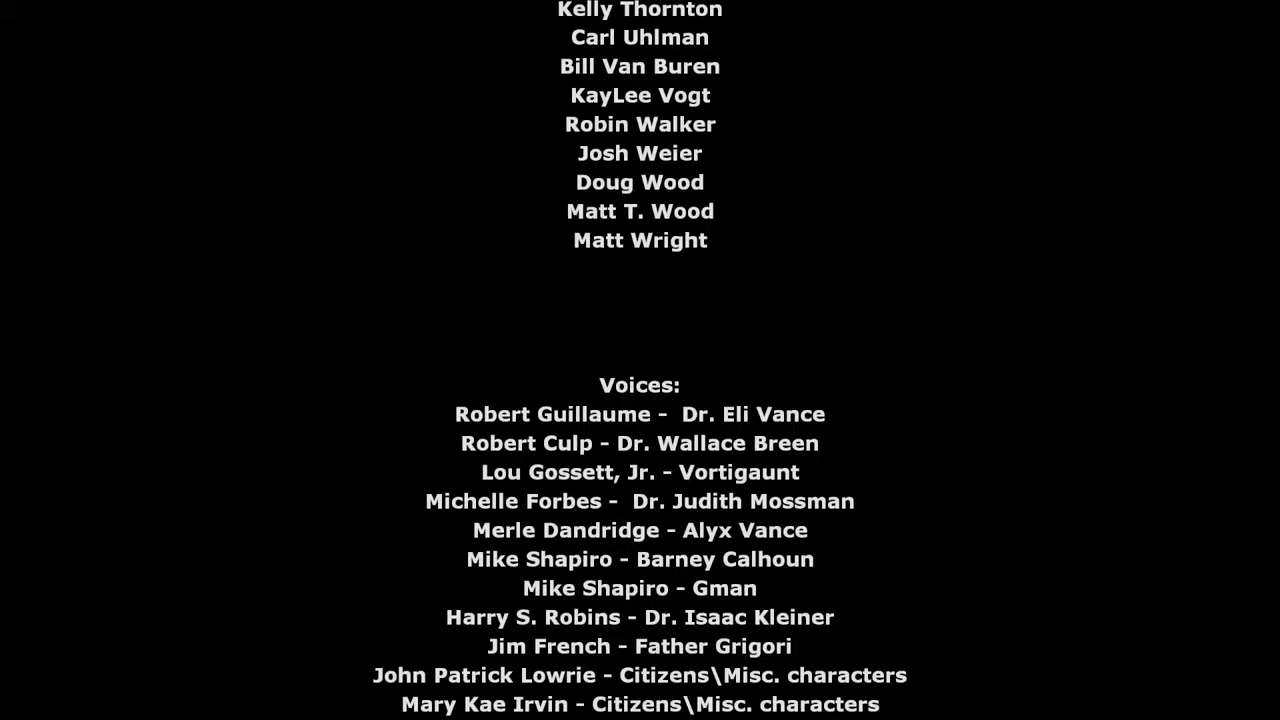 Kelly Thornton
Carl Uhlman
Bill Van Buren
KayLee Vogt
Robin Walker
Josh Weier
Doug Wood
Matt T. Wood
Matt Wright
Voices:
Robert Guillaume -  Dr. Eli Vance
Robert Culp - Dr. Wallace Breen
Lou Gossett, Jr. - Vortigaunt
Michelle Forbes -  Dr. Judith Mossman
Merle Dandridge - Alyx Vance
Mike Shapiro - Barney Calhoun
Mike Shapiro - Gman
Harry S. Robins - Dr. Isaac Kleiner
Jim French - Father Grigori
John Patrick Lowrie - Citizens\Misc. characters
Mary Kae Irvin - Citizens\Misc. characters